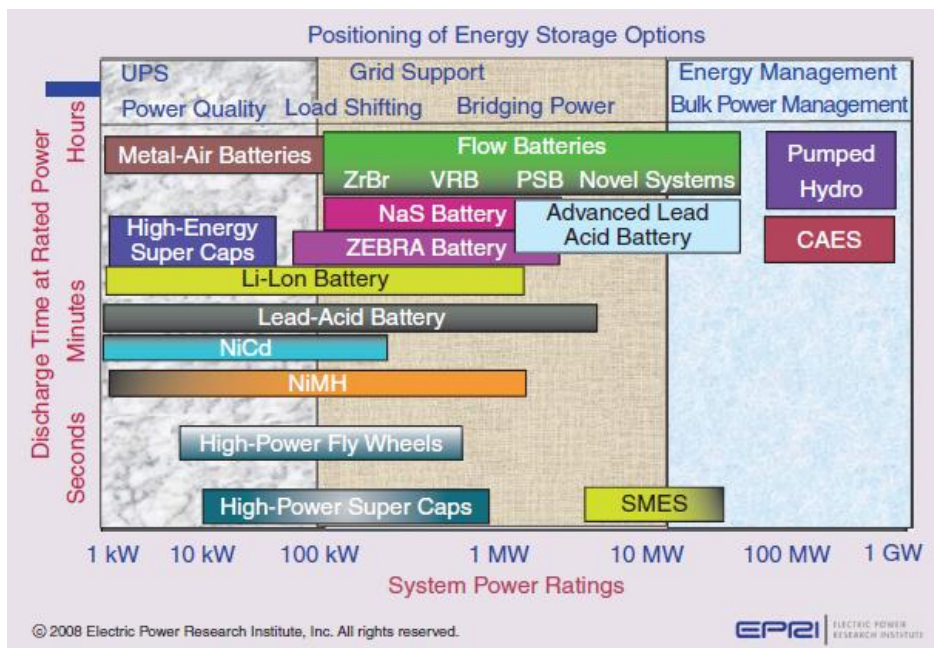 Positioning of Energy Storage Options
UPS
Grid Support
Energy Management
Power Quality
Load Shifting
Bridging Power
Bulk Power Management
Discharge Time at Rated Power
Hours
Minutes
Seconds
Metal-Air Batteries
Flow Batteries
ZrBr
VRB
PSB
Novel Systems
Pumped
Hydro
High-Energy
Super Caps
NaS Battery
ZEBRA Battery
Advanced Lead
Acid Battery
CAES
Li-Lon Battery
Lead-Acid Battery
NiCd
NiMH
High-Power Fly Wheels
High-Power Super Caps
SMES
1 kW
10 kW
100 kW
1 MW
10 MW
100 MW
1 GW
System Power Ratings
© 2008 Electric Power Research Institute, Inc. All rights reserved.
EPRI
ELECTRIC POWER
RESEARCH INSTITUTE